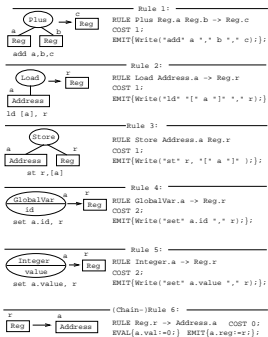 Rule 1:
Plus c Reg
a b
Reg Reg
add a,b,c
RULE Plus Reg.a Reg.b -> Reg.c
COST 1;
EMIT{Write("add" a "," b "," c);};
Rule 2:
Load r Reg
a
Address
ld [a], r
RULE Load Address.a -> Reg.r
COST 1;
EMIT{Write("ld" "[" a "]" "," r);};
Rule 3:
Store
a r
Address Reg
st r,[a]
RULE Store Address.a Reg.r
COST 1;
EMIT{Write("st" r, "[" a "]" );};
Rule 4:
a r
GlobalVar Reg
id
set a.id, r
RULE GlobalVar.a -> Reg.r
COST 2;
EMIT{Write("set" a.id "," r);};
Rule 5:
a r
Integer Reg
value
set a.value, r
RULE Integer.a -> Reg.r
COST 2;
EMIT{Write("set" a.value "," r);};
(Chain-)Rule 6:
r a
Reg Address
RULE Reg.r -> Address.a COST 0;
EVAL{a.val:=0;} EMIT{a.reg:=r;};